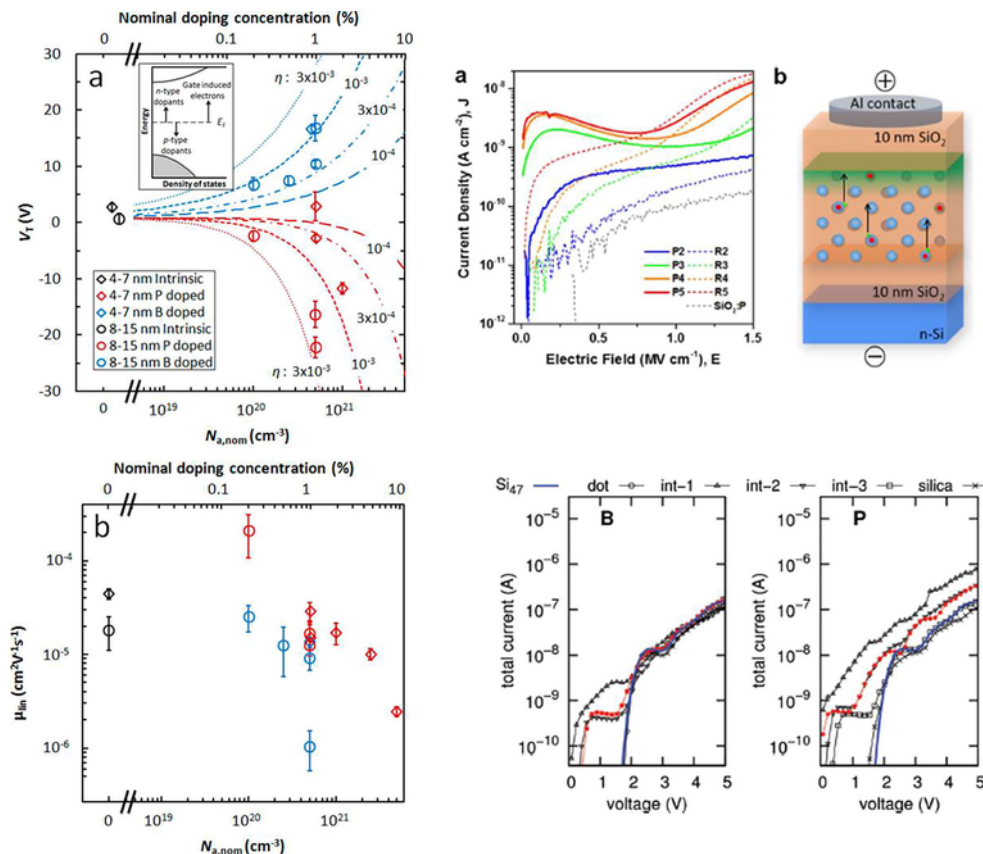 Nominal doping concentration (%)
0 0.1 1 10
a
V_T (V)
30
20
10
0
-10
-20
-30
η : 3x10⁻³
10⁻³
3x10⁻⁴
10⁻⁴
Energy
n-type
dopants
Gate induced
electrons
E_f
p-type
dopants
Density of states
4-7 nm Intrinsic
4-7 nm P doped
4-7 nm B doped
8-15 nm Intrinsic
8-15 nm P doped
8-15 nm B doped
10⁻⁴
3x10⁻⁴
10⁻³
η : 3x10⁻³
0 10¹⁹ 10²⁰ 10²¹
N_a,nom (cm⁻³)
a
Current Density (A cm⁻²), J
10⁻⁷
10⁻⁸
10⁻⁹
10⁻¹⁰
10⁻¹¹
10⁻¹²
P2 R2
P3 R3
P4 R4
P5 R5
SiO₂:P
0.0 0.3 0.6 0.9 1.2 1.5
Electric Field (MV cm⁻¹), E
b
+
Al contact
10 nm SiO₂
10 nm SiO₂
n-Si
−
Nominal doping concentration (%)
0 0.1 1 10
b
μ_lin (cm²V⁻¹s⁻¹)
10⁻⁴
10⁻⁵
10⁻⁶
0 10¹⁹ 10²⁰ 10²¹
N_a,nom (cm⁻³)
Si₄₇ dot int-1 int-2 int-3 silica
B
total current (A)
10⁻⁵
10⁻⁶
10⁻⁷
10⁻⁸
10⁻⁹
10⁻¹⁰
0 1 2 3 4 5
voltage (V)
P
total current (A)
10⁻⁵
10⁻⁶
10⁻⁷
10⁻⁸
10⁻⁹
10⁻¹⁰
0 1 2 3 4 5
voltage (V)